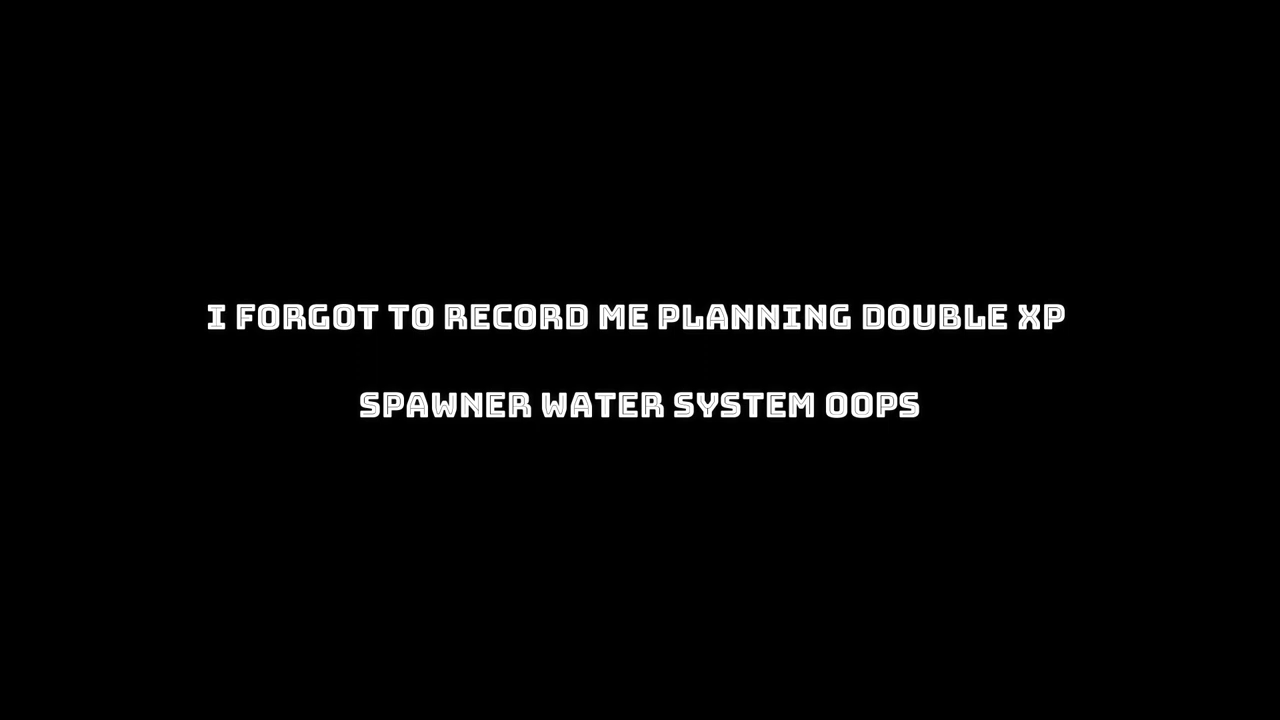 I FORGOT TO RECORD ME PLANNING DOUBLE XP
SPAWNER WATER SYSTEM OOPS